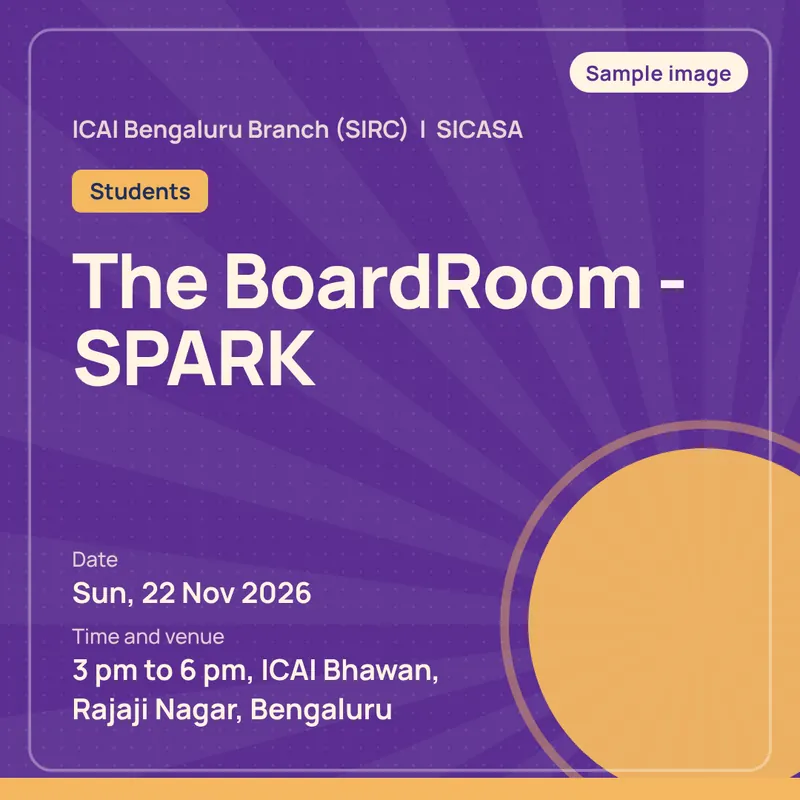 Sample image
ICAI Bengaluru Branch (SIRC) | SICASA
Students
The BoardRoom -
SPARK
Date
Sun, 22 Nov 2026
Time and venue
3 pm to 6 pm, ICAI Bhawan,
Rajaji Nagar, Bengaluru